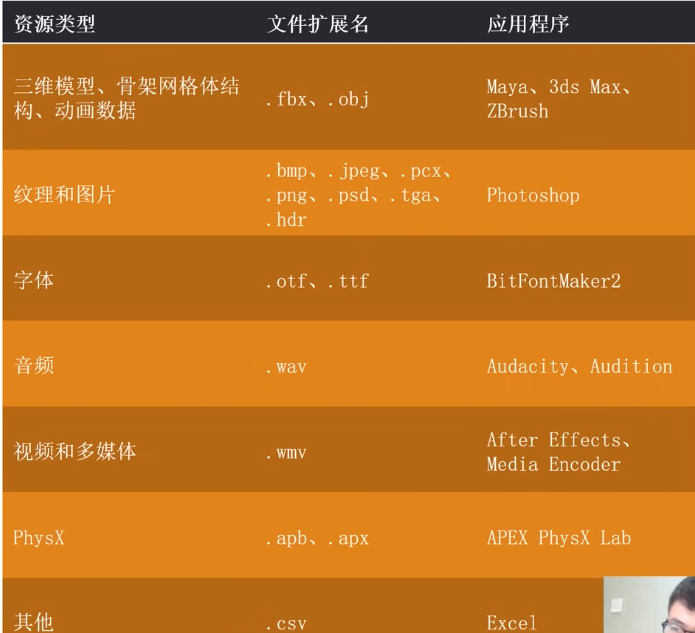 资源类型 文件扩展名 应用程序
三维模型、骨架网格体结
构、动画数据
.fbx、.obj
Maya、3ds Max、
ZBrush
纹理和图片
.bmp、.jpeg、.pcx、
.png、.psd、.tga、
.hdr
Photoshop
字体 .otf、.ttf BitFontMaker2
音频 .wav Audacity、Audition
视频和多媒体 .wmv
After Effects、
Media Encoder
PhysX .apb、.apx APEX PhysX Lab
其他 .csv Excel